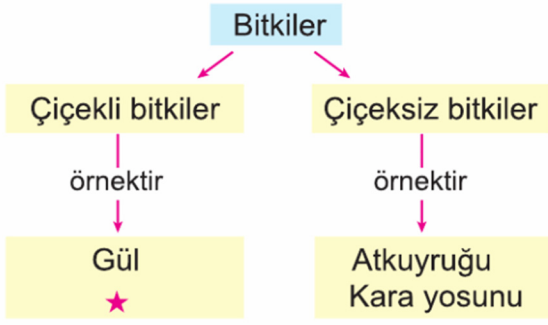 Bitkiler
Çiçekli bitkiler
Çiçeksiz bitkiler
örnektir
örnektir
Gül
Atkuyruğu
Kara yosunu